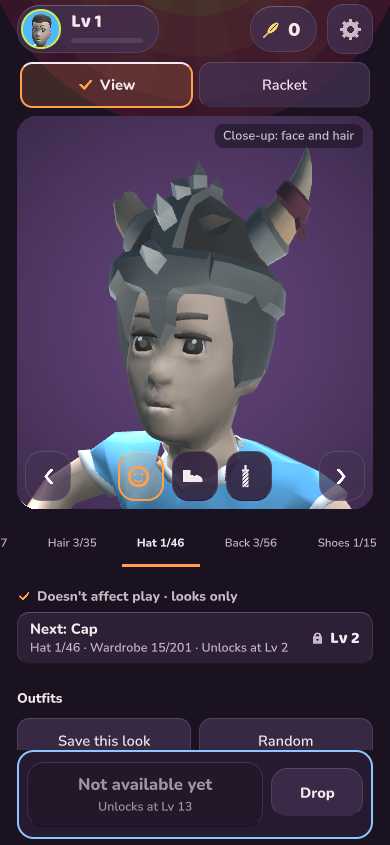 Lv 1
0
View
Racket
Close-up: face and hair
7
Hair 3/35
Hat 1/46
Back 3/56
Shoes 1/15
Doesn't affect play · looks only
Next: Cap
Hat 1/46 · Wardrobe 15/201 · Unlocks at Lv 2
Lv 2
Outfits
Save this look
Random
Not available yet
Unlocks at Lv 13
Drop